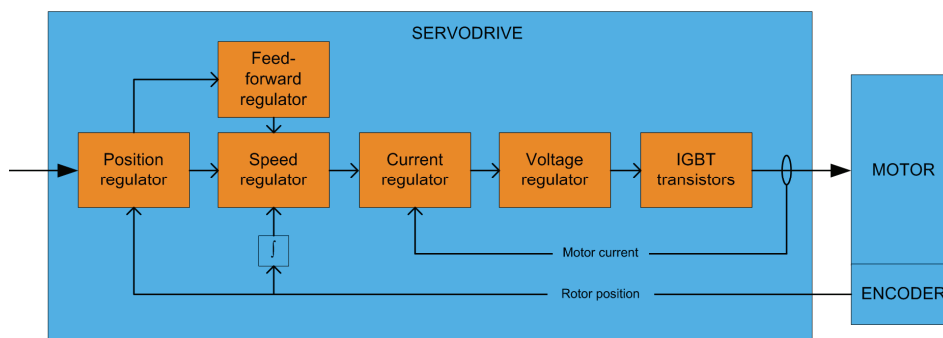 SERVODRIVE
Feed-
forward
regulator
Position
regulator
Speed
regulator
Current
regulator
Voltage
regulator
IGBT
transistors
MOTOR
∫
Motor current
Rotor position
ENCODER